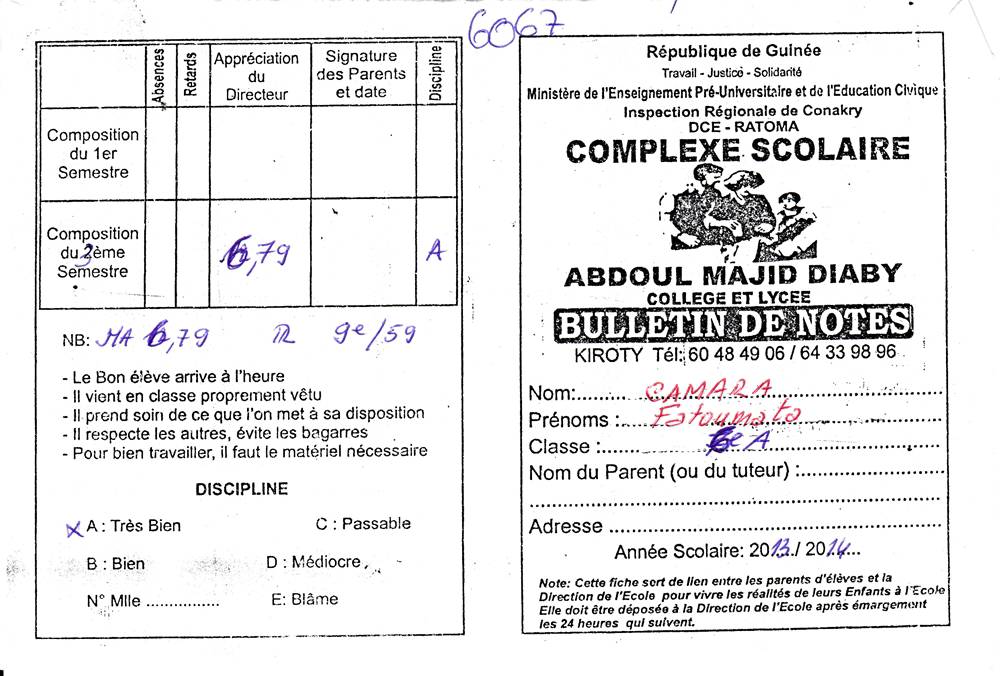 6067
Absences
Retards
Appréciation du Directeur
Signature des Parents et date
Discipline
Composition du 1er Semestre
Composition du 2ème Semestre
3
6,79
A
NB: MA 6,79 R 9e/59
- Le Bon élève arrive à l'heure
- Il vient en classe proprement vêtu
- Il prend soin de ce que l'on met à sa disposition
- Il respecte les autres, évite les bagarres
- Pour bien travailler, il faut le matériel nécessaire
DISCIPLINE
X A : Très Bien C : Passable
B : Bien D : Médiocre
N° Mlle ................ E: Blâme
République de Guinée
Travail - Justice - Solidarité
Ministère de l'Enseignement Pré-Universitaire et de l'Education Civique
Inspection Régionale de Conakry
DCE - RATOMA
COMPLEXE SCOLAIRE
ABDOUL MAJID DIABY
COLLEGE ET LYCEE
BULLETIN DE NOTES
KIROTY Tél: 60 48 49 06 / 64 33 98 96
Nom: CAMARA
Prénoms : Fatoumata
Classe : 6e A
Nom du Parent (ou du tuteur) :
Adresse
Année Scolaire: 2013 / 2014
Note: Cette fiche sert de lien entre les parents d'élèves et la
Direction de l'Ecole pour vivre les réalités de leurs Enfants à l'Ecole
Elle doit être déposée à la Direction de l'Ecole après émargement
les 24 heures qui suivent.